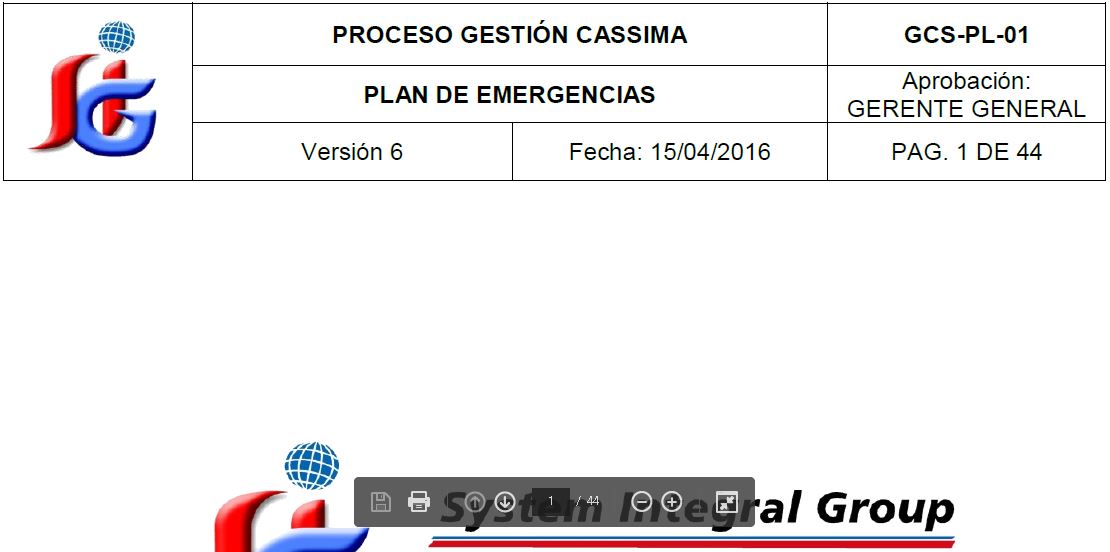 PROCESO GESTIÓN CASSIMA
GCS-PL-01
SIG
PLAN DE EMERGENCIAS
Aprobación:
GERENTE GENERAL
Versión 6
Fecha: 15/04/2016
PAG. 1 DE 44
1 / 44
System Integral Group